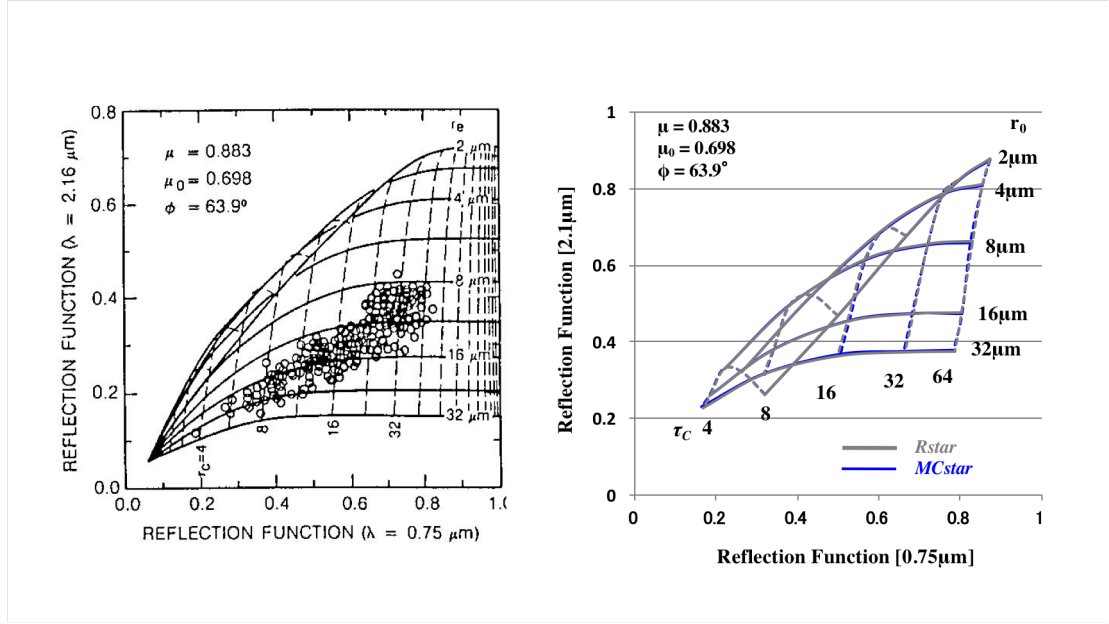 0.8
0.6
0.4
0.2
0.0
REFLECTION FUNCTION (λ = 2.16 μm)
μ = 0.883
μ0 = 0.698
ϕ = 63.9º
re
2 μm
4 μm
8 μm
16 μm
32 μm
τC=4
8
16
32
0.0 0.2 0.4 0.6 0.8 1.0
REFLECTION FUNCTION (λ = 0.75 μm)
1
0.8
0.6
0.4
0.2
0
Reflection Function [2.1μm]
μ = 0.883
μ0 = 0.698
ϕ = 63.9°
r0
2μm
4μm
8μm
16μm
32μm
τC 4 8 16 32 64
Rstar
MCstar
0 0.2 0.4 0.6 0.8 1
Reflection Function [0.75μm]